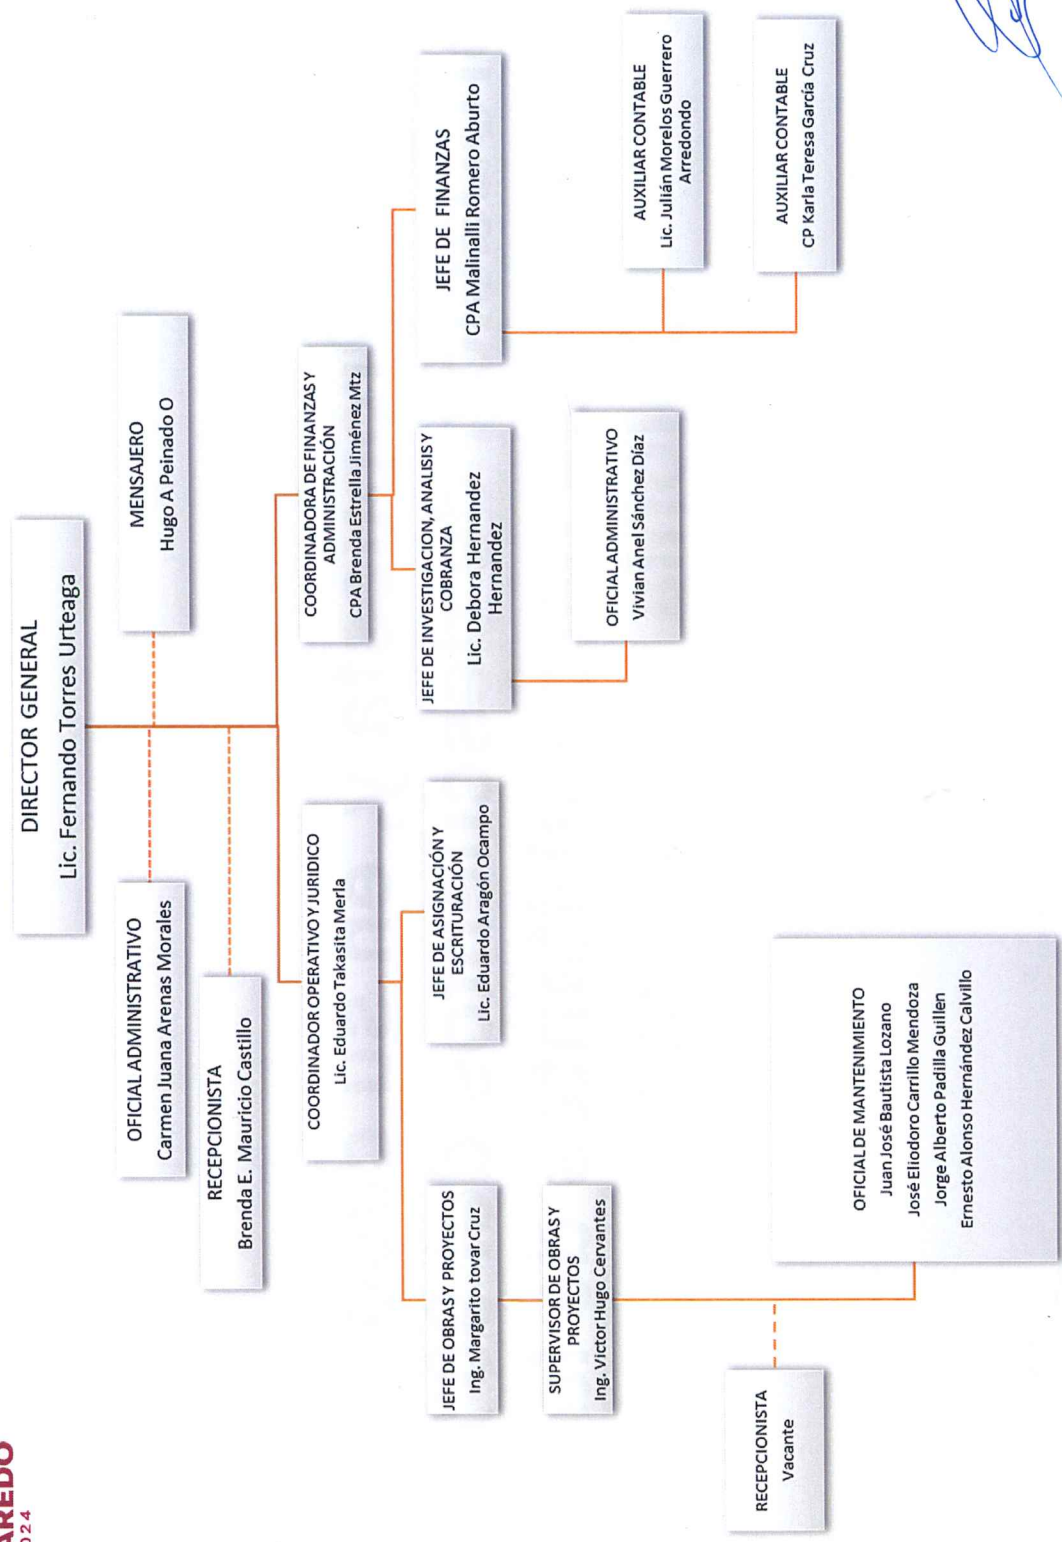 AREDO
024
DIRECTOR GENERAL
Lic. Fernando Torres Urteaga
MENSAJERO
Hugo A Peinado O
OFICIAL ADMINISTRATIVO
Carmen Juana Arenas Morales
RECEPCIONISTA
Brenda E. Mauricio Castillo
COORDINADOR OPERATIVO Y JURIDICO
Lic. Eduardo Takasita Merla
COORDINADORA DE FINANZAS Y
ADMINISTRACIÓN
CPA Brenda Estrella Jiménez Mtz
JEFE DE OBRAS Y PROYECTOS
Ing. Margarito tovar Cruz
JEFE DE ASIGNACIÓN Y
ESCRITURACIÓN
Lic. Eduardo Aragón Ocampo
JEFE DE INVESTIGACION, ANALISIS Y
COBRANZA
Lic. Debora Hernandez
Hernandez
JEFE DE FINANZAS
CPA Malinalli Romero Aburto
SUPERVISOR DE OBRAS Y
PROYECTOS
Ing. Victor Hugo Cervantes
OFICIAL ADMINISTRATIVO
Vivian Anel Sánchez Díaz
AUXILIAR CONTABLE
Lic. Julián Morelos Guerrero
Arredondo
AUXILIAR CONTABLE
CP Karla Teresa García Cruz
RECEPCIONISTA
Vacante
OFICIAL DE MANTENIMIENTO
Juan José Bautista Lozano
José Eliodoro Carrillo Mendoza
Jorge Alberto Padilla Guillen
Ernesto Alonso Hernández Calvillo